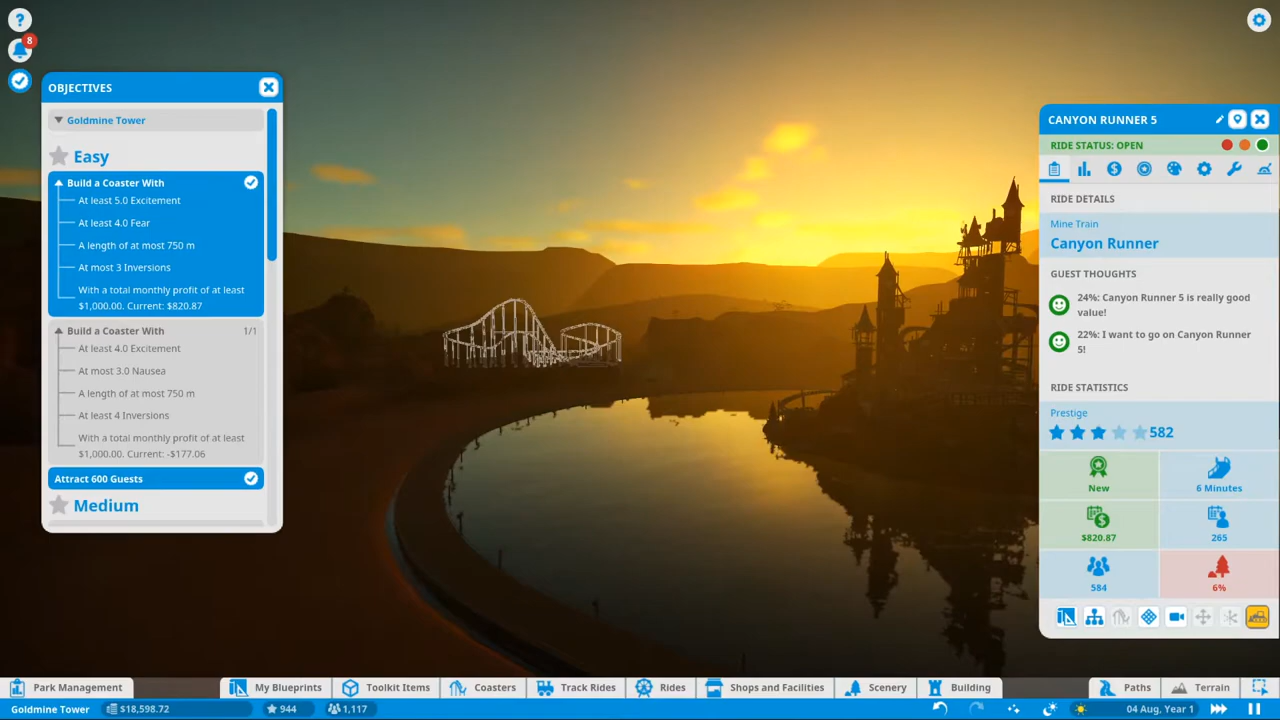 ?
8
OBJECTIVES
Goldmine Tower
Easy
Build a Coaster With
At least 5.0 Excitement
At least 4.0 Fear
A length of at most 750 m
At most 3 Inversions
With a total monthly profit of at least
$1,000.00. Current: $820.87
Build a Coaster With 1/1
At least 4.0 Excitement
At most 3.0 Nausea
A length of at most 750 m
At least 4 Inversions
With a total monthly profit of at least
$1,000.00. Current: -$177.06
Attract 600 Guests
Medium
CANYON RUNNER 5
RIDE STATUS: OPEN
RIDE DETAILS
Mine Train
Canyon Runner
GUEST THOUGHTS
24%: Canyon Runner 5 is really good
value!
22%: I want to go on Canyon Runner
5!
RIDE STATISTICS
Prestige
582
New
6 Minutes
$820.87
265
584
6%
Park Management
My Blueprints
Toolkit Items
Coasters
Track Rides
Rides
Shops and Facilities
Scenery
Building
Paths
Terrain
Goldmine Tower
$18,598.72
944
1,117
04 Aug, Year 1